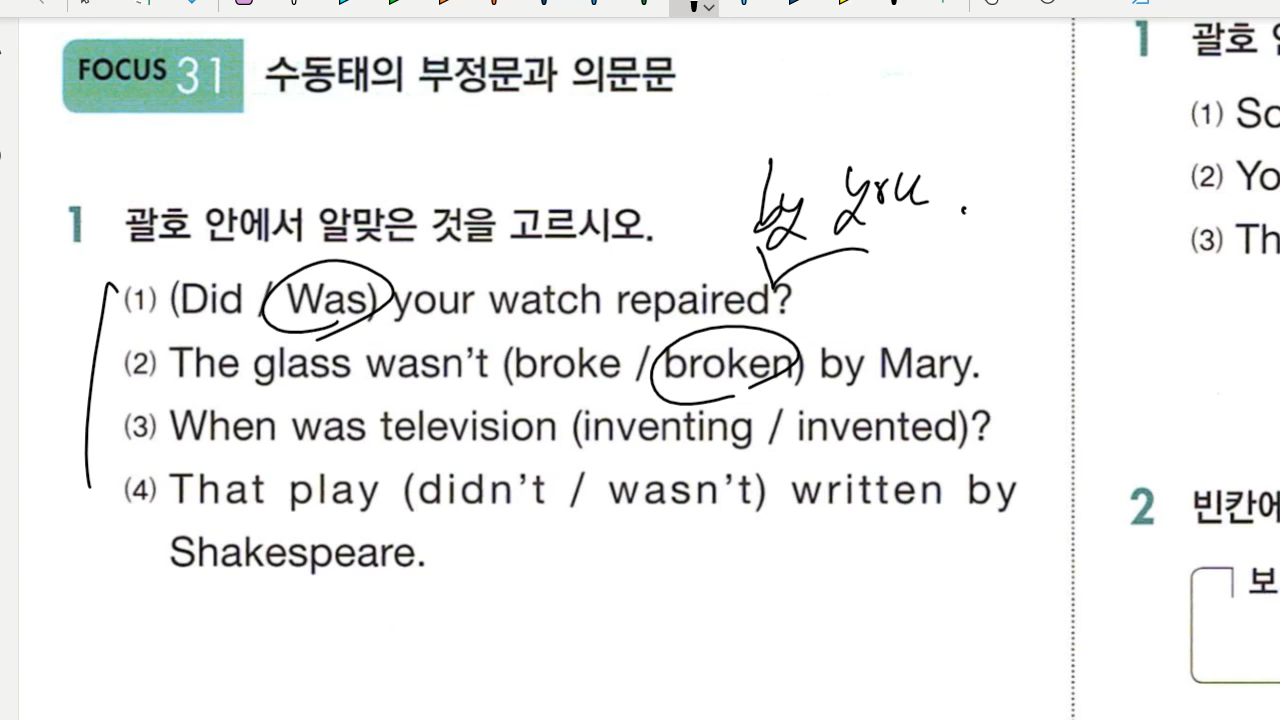 FOCUS 31 수동태의 부정문과 의문문
by you.
1 괄호 안에서 알맞은 것을 고르시오.
(1) (Did / Was) your watch repaired?
(2) The glass wasn't (broke / broken) by Mary.
(3) When was television (inventing / invented)?
(4) That play (didn't / wasn't) written by
Shakespeare.
1 괄호
(1)
(2) Yo
(3) Th
2 빈칸에
보